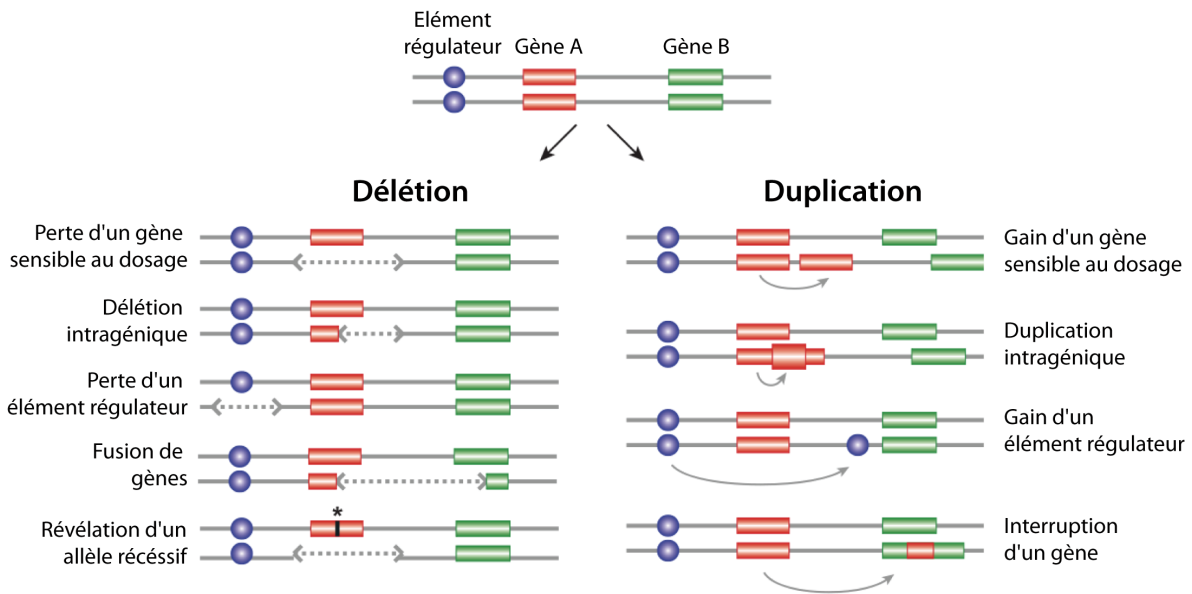 Elément
régulateur
Gène A
Gène B
Délétion
Duplication
Perte d'un gène
sensible au dosage
Délétion
intragénique
Perte d'un
élément régulateur
Fusion de
gènes
*
Révélation d'un
allèle récéssif
Gain d'un gène
sensible au dosage
Duplication
intragénique
Gain d'un
élément régulateur
Interruption
d'un gène